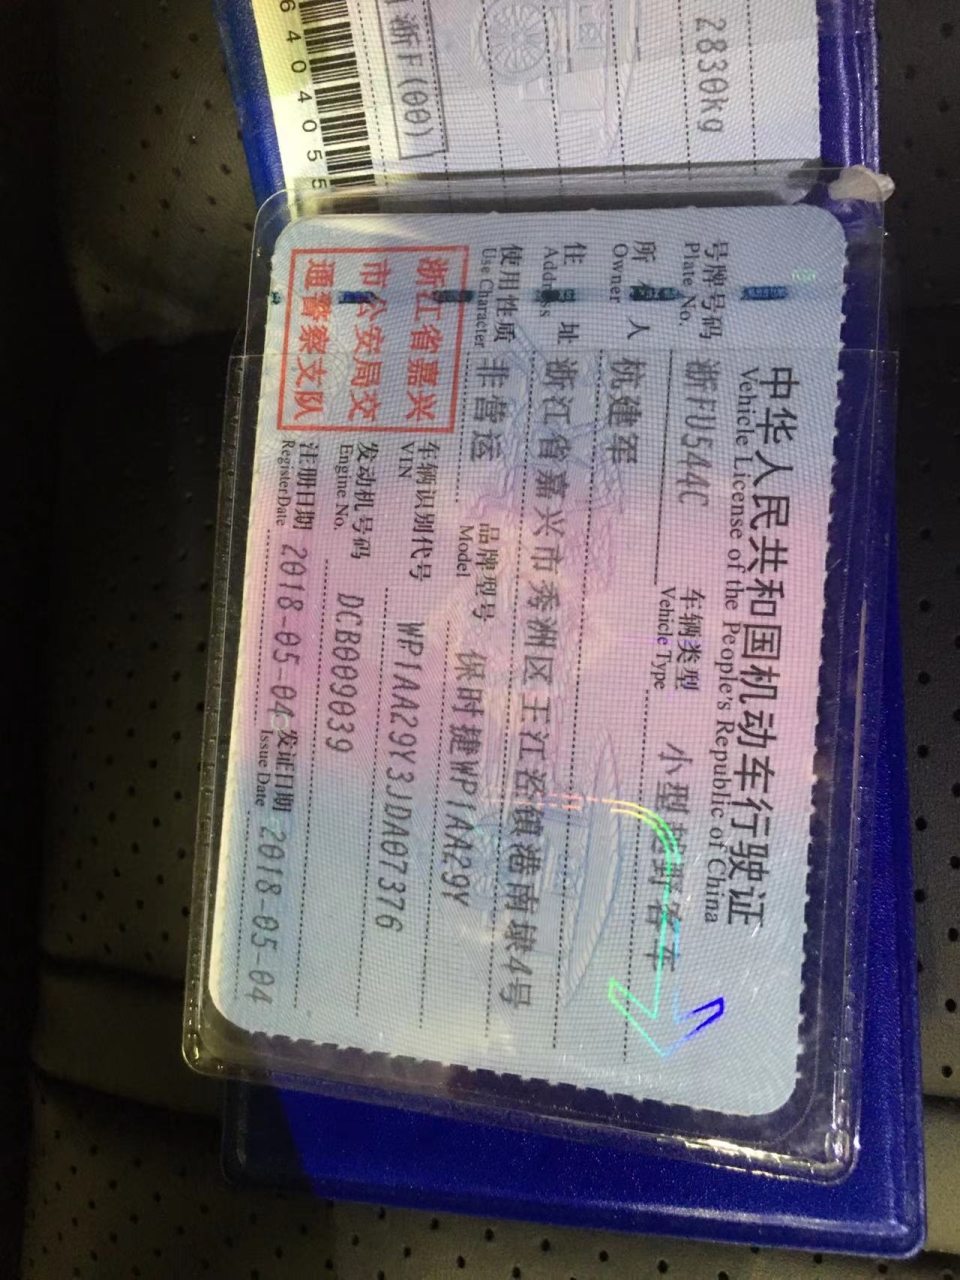 2830kg
浙F(00)
6404055
中华人民共和国机动车行驶证
Vehicle License of the People's Republic of China
号牌号码 浙FU544C 车辆类型 小型越野客车
Plate No. Vehicle Type
所有人 杭建军
Owner
住址 浙江省嘉兴市秀洲区王江泾镇港南埭4号
Address
使用性质 非营运 品牌型号 保时捷WP1AA29Y
Use Character Model
浙江省嘉兴
市公安局交
通警察支队
车辆识别代号 WP1AA29Y3JDA07376
VIN
发动机号码 DCB009039
Engine No.
注册日期 2018-05-04 发证日期 2018-05-04
Register Date Issue Date